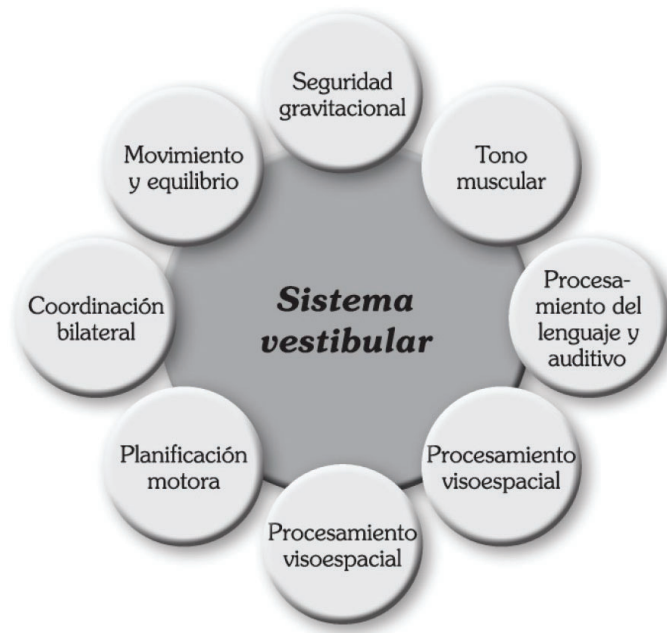 Seguridad
gravitacional
Movimiento
y equilibrio
Tono
muscular
Coordinación
bilateral
Sistema
vestibular
Procesa-
miento del
lenguaje y
auditivo
Planificación
motora
Procesamiento
visoespacial
Procesamiento
visoespacial